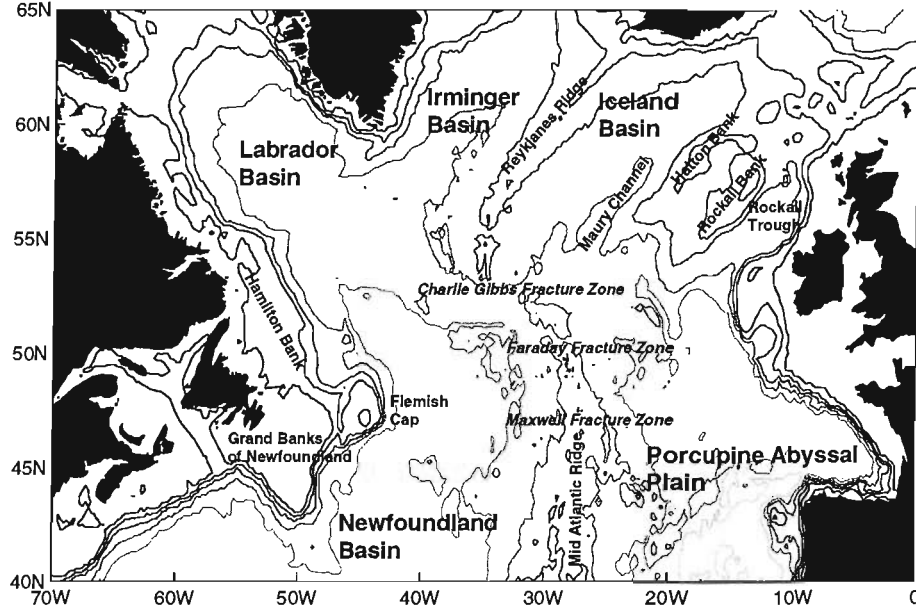 65N
60N
55N
50N
45N
40N
70W
60W
50W
40W
30W
20W
10W
0
Labrador
Basin
Irminger
Basin
Reykjanes Ridge
Iceland
Basin
Hatton Bank
Rockall Bank
Rockall
Trough
Maury Channel
Hamilton Bank
Charlie Gibbs Fracture Zone
Faraday Fracture Zone
Maxwell Fracture Zone
Flemish
Cap
Grand Banks
of Newfoundland
Newfoundland
Basin
Mid Atlantic Ridge
Porcupine Abyssal
Plain